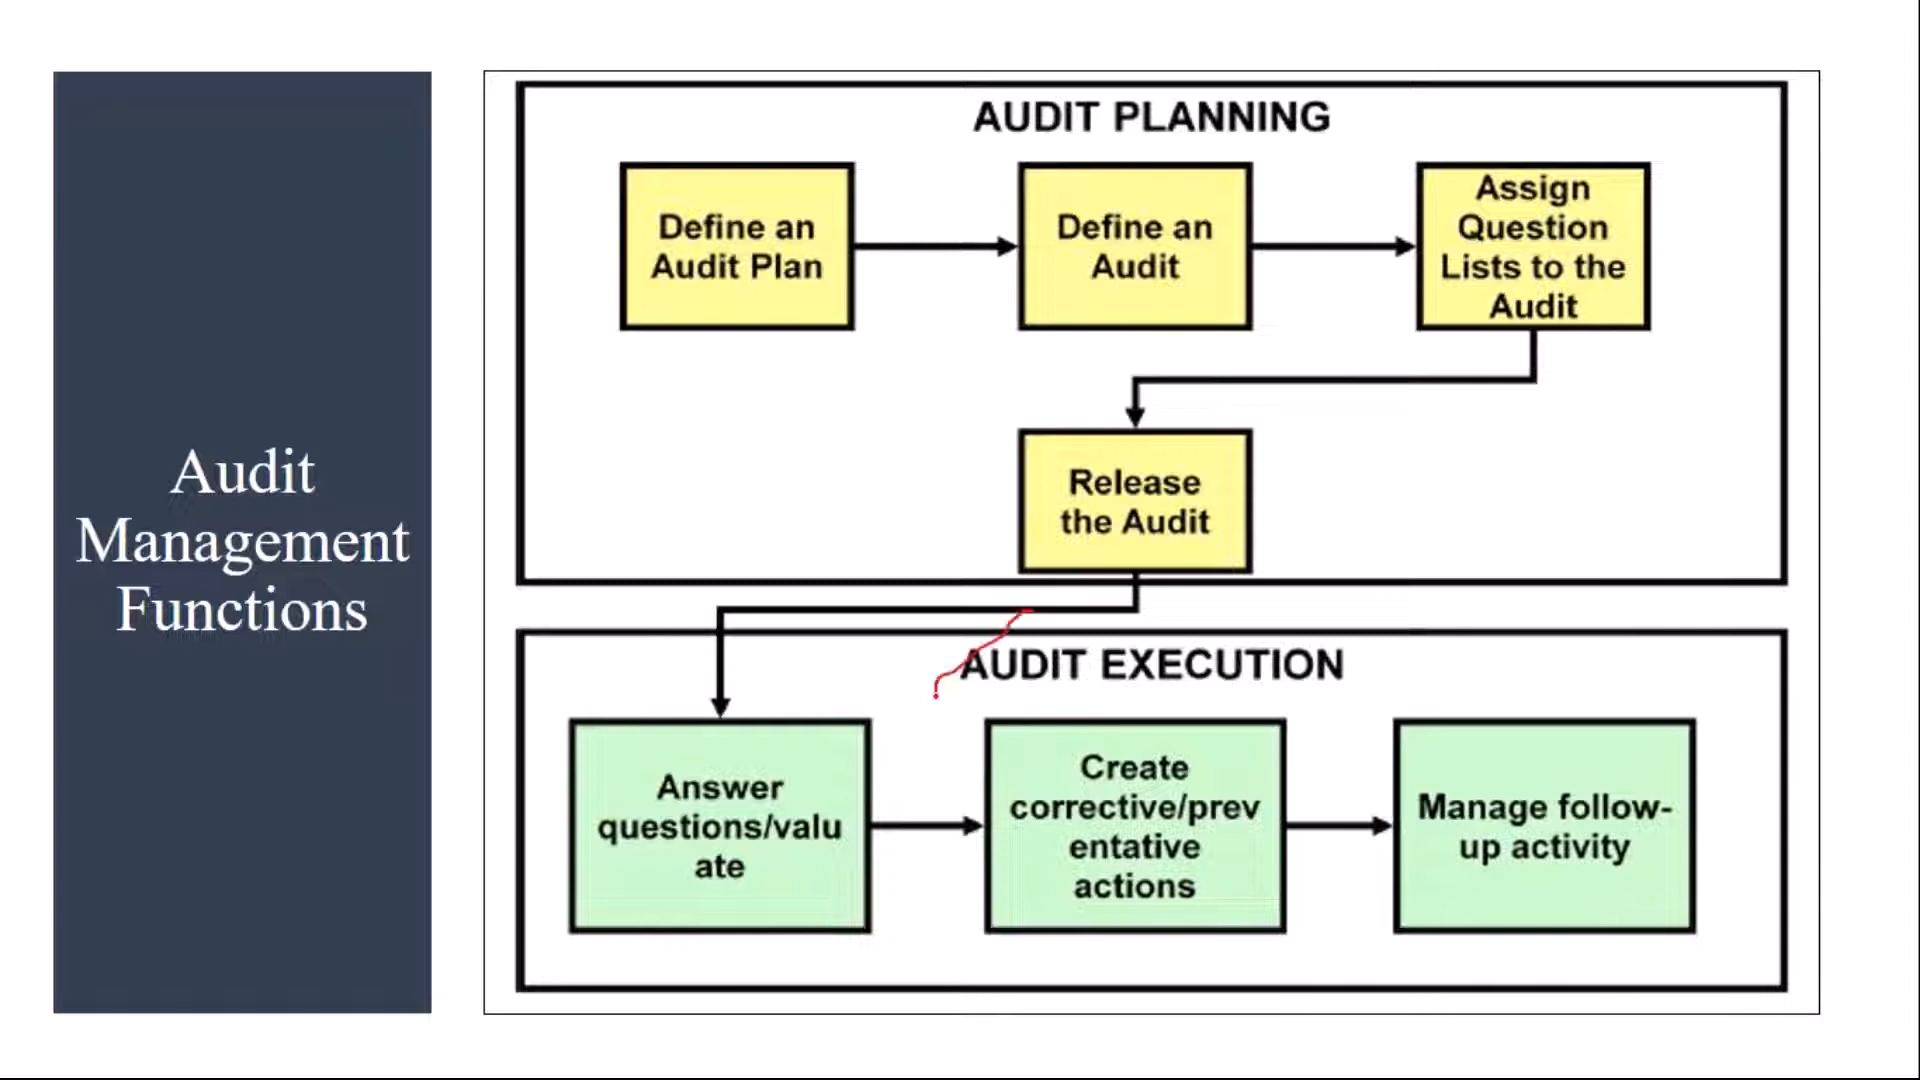 Audit
Management
Functions
AUDIT PLANNING
Define an
Audit Plan
Define an
Audit
Assign
Question
Lists to the
Audit
Release
the Audit
AUDIT EXECUTION
Answer
questions/valu
ate
Create
corrective/prev
entative
actions
Manage follow-
up activity